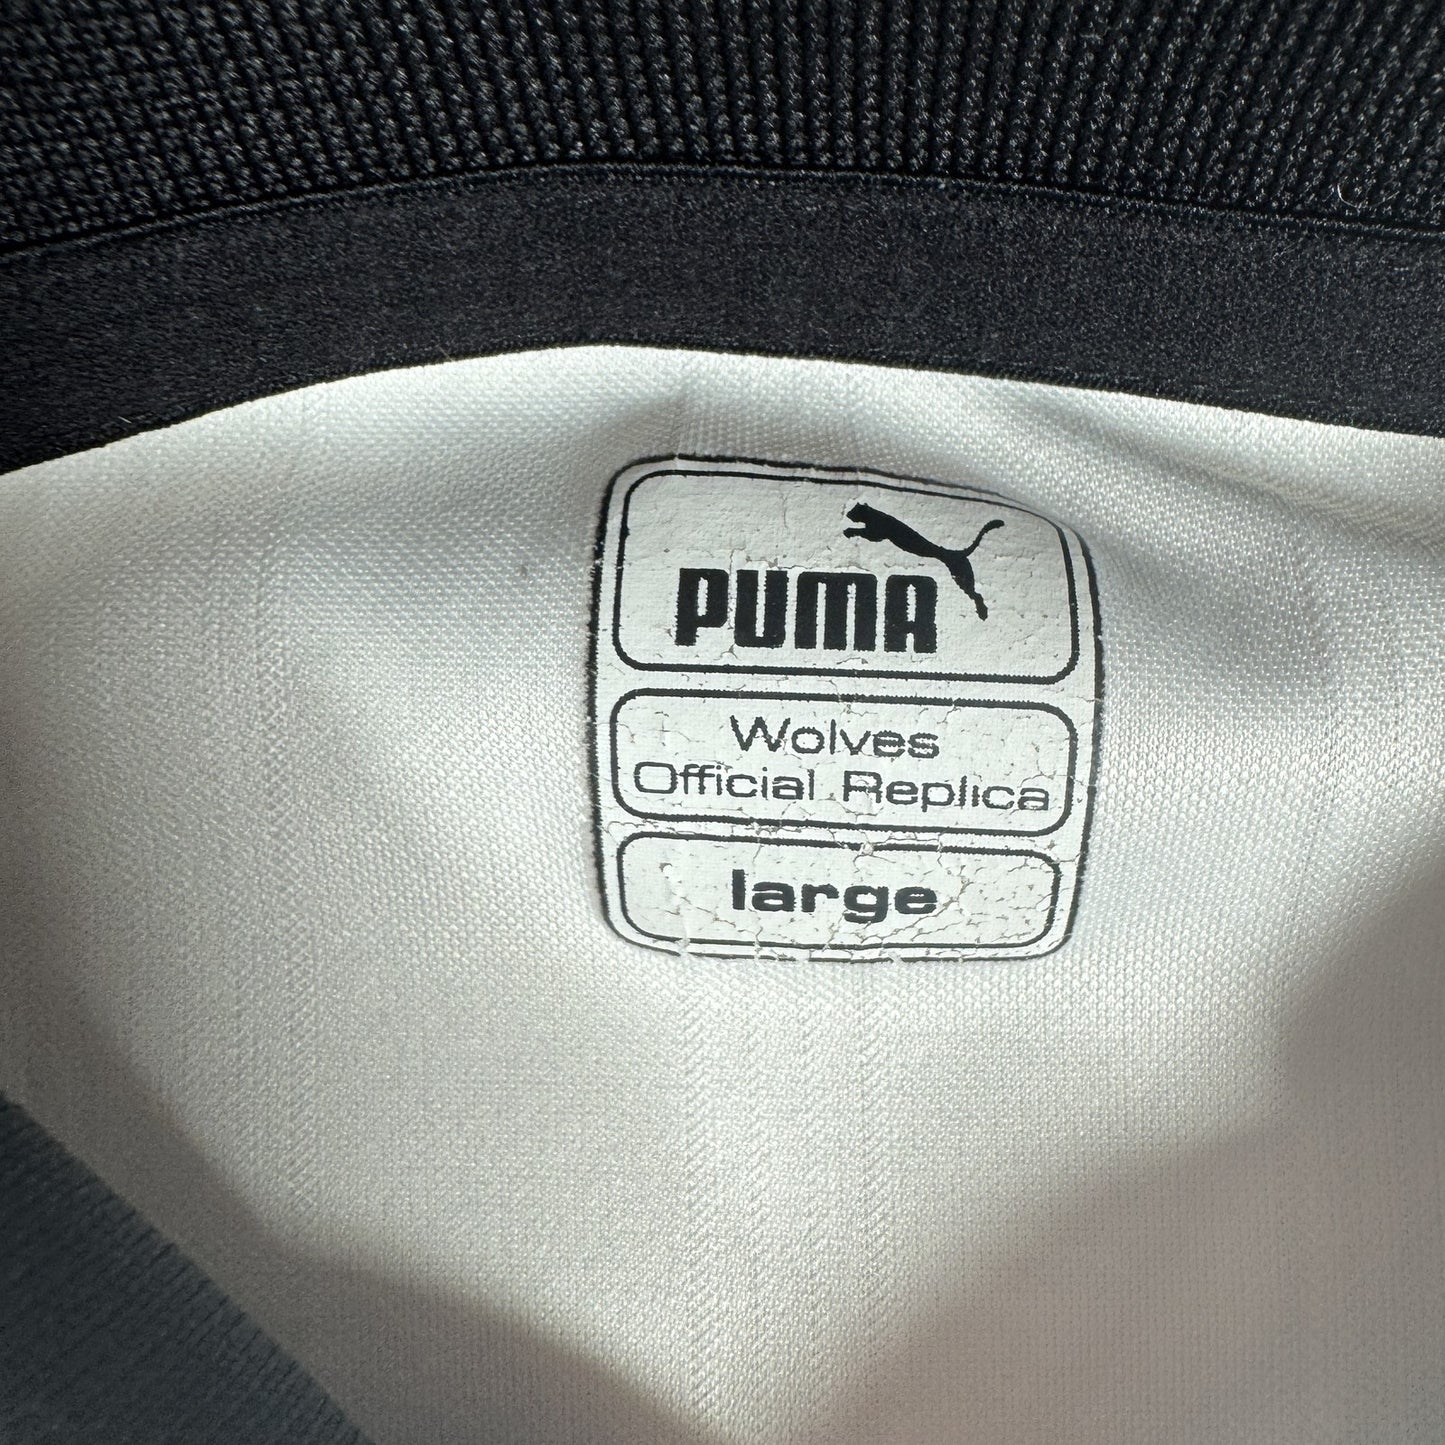 PUMA
Wolves
Official Replica
large